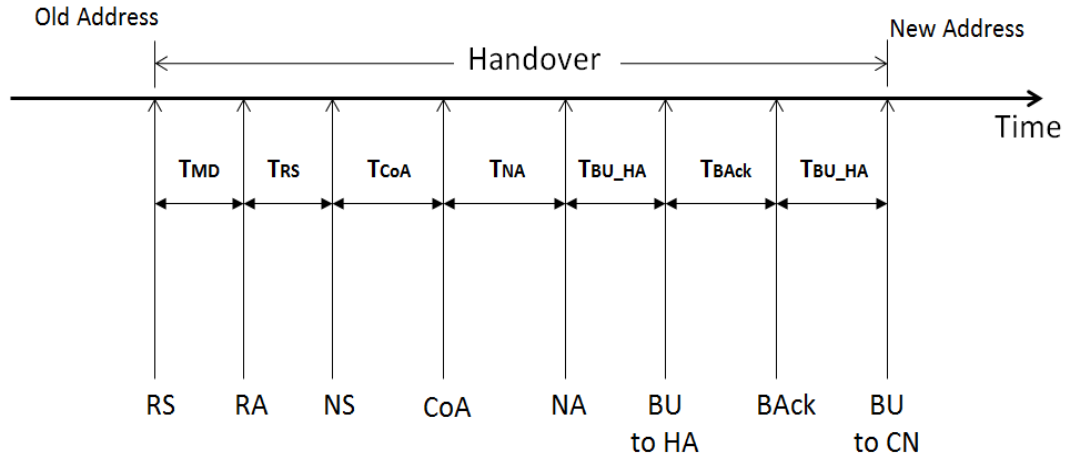 Old Address
New Address
Handover
Time
TMD
TRS
TCoA
TNA
TBU_HA
TBAck
TBU_HA
RS
RA
NS
CoA
NA
BU
to HA
BAck
BU
to CN